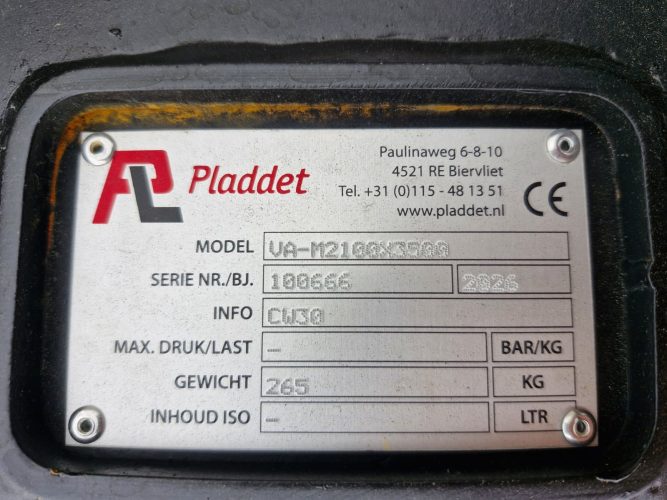 PL Pladdet
Paulinaweg 6-8-10
4521 RE Biervliet
Tel. +31 (0)115 - 48 13 51
www.pladdet.nl
CE
MODEL VA-M2100X3500
SERIE NR./BJ. 100666 2026
INFO CW30
MAX. DRUK/LAST - BAR/KG
GEWICHT 265 KG
INHOUD ISO - LTR